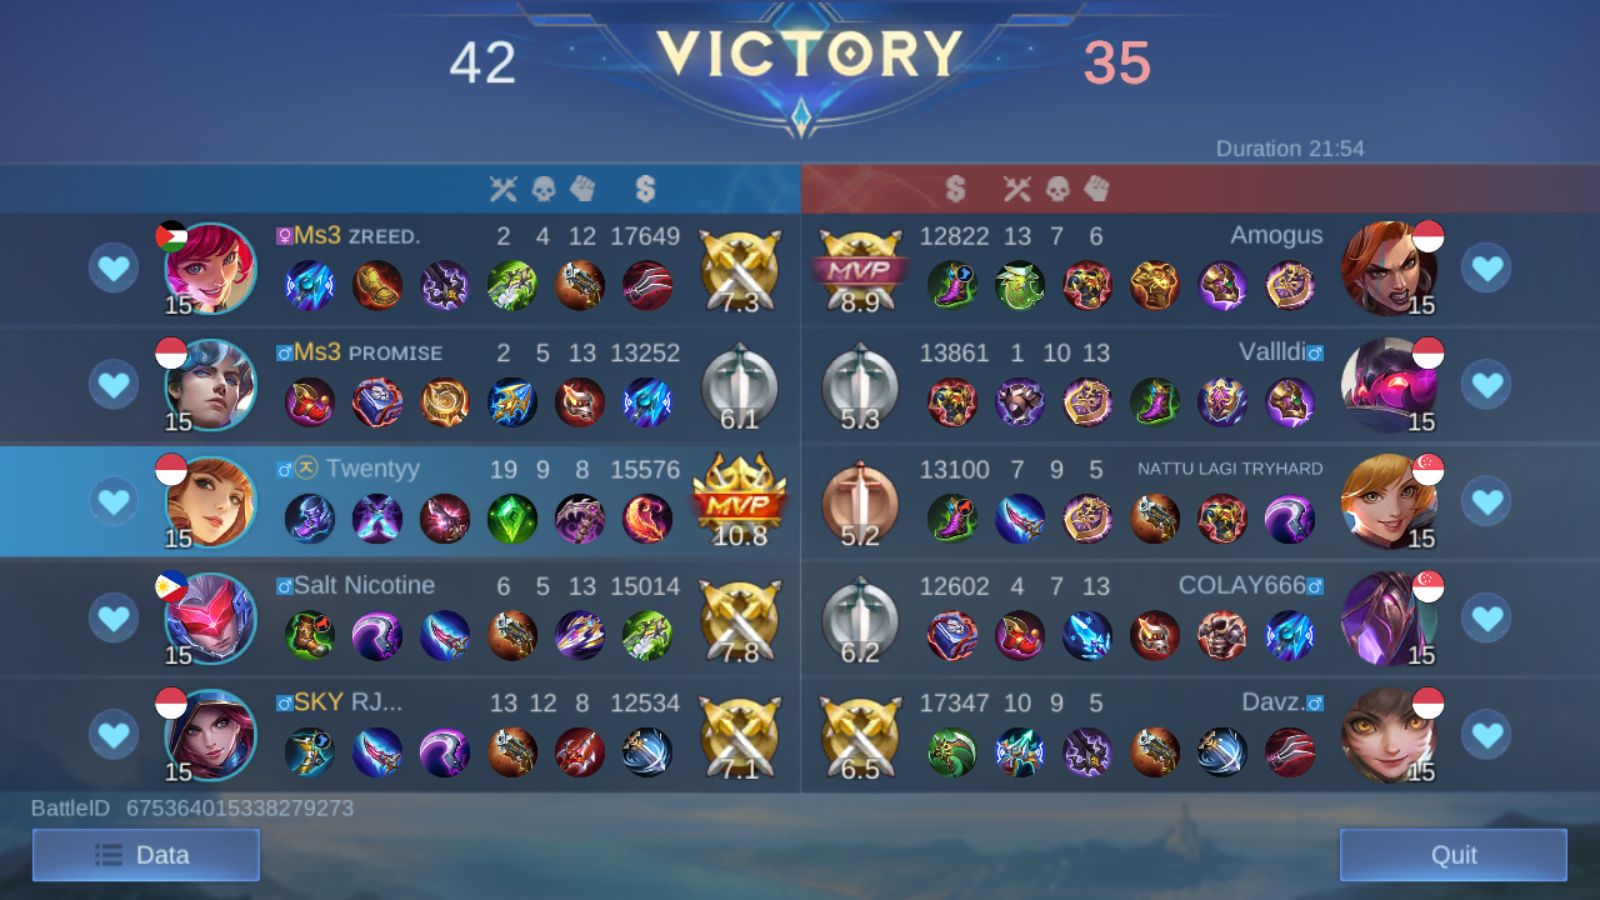 42 VICTORY 35
Duration 21:54
Ms3 ZREED. 2 4 12 17649
15 7.3
MVP 8.9
12822 13 7 6 Amogus
15
Ms3 PROMISE 2 5 13 13252
15 6.1
5.3
13861 1 10 13 Vallldi
15
Twentyy 19 9 8 15576
15 MVP 10.8
5.2
13100 7 9 5 NATTU LAGI TRYHARD
15
Salt Nicotine 6 5 13 15014
15 7.8
6.2
12602 4 7 13 COLAY666
15
SKY RJ... 13 12 8 12534
15 7.1
6.5
17347 10 9 5 Davz.
15
BattleID 675364015338279273
Data
Quit